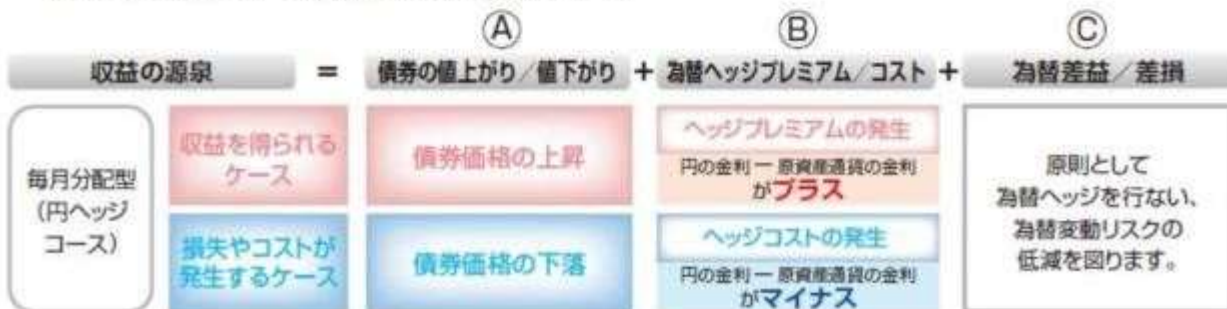 Ⓐ Ⓑ Ⓒ
収益の源泉 = 債券の値上がり/値下がり + 為替ヘッジプレミアム/コスト + 為替差益/差損
毎月分配型
(円ヘッジ
コース)
収益を得られる
ケース
債券価格の上昇
ヘッジプレミアムの発生
円の金利 ー 原資産通貨の金利
がプラス
損失やコストが
発生するケース
債券価格の下落
ヘッジコストの発生
円の金利 ー 原資産通貨の金利
がマイナス
原則として
為替ヘッジを行ない、
為替変動リスクの
低減を図ります。